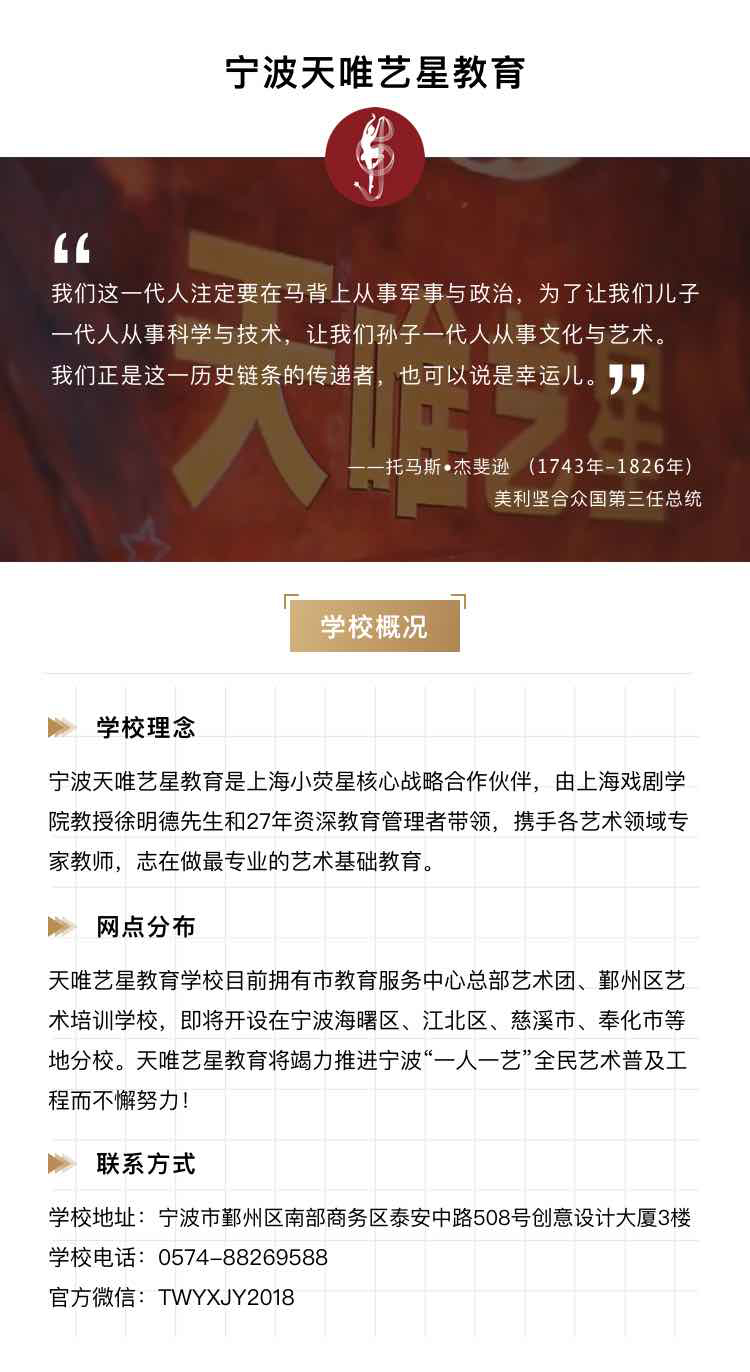 宁波天唯艺星教育
天唯艺星
“
我们这一代人注定要在马背上从事军事与政治，为了让我们儿子
一代人从事科学与技术，让我们孙子一代人从事文化与艺术。
我们正是这一历史链条的传递者，也可以说是幸运儿。”
——托马斯•杰斐逊 （1743年-1826年）
美利坚合众国第三任总统
学校概况
学校理念
宁波天唯艺星教育是上海小荧星核心战略合作伙伴，由上海戏剧学
院教授徐明德先生和27年资深教育管理者带领，携手各艺术领域专
家教师，志在做最专业的艺术基础教育。
网点分布
天唯艺星教育学校目前拥有市教育服务中心总部艺术团、鄞州区艺
术培训学校，即将开设在宁波海曙区、江北区、慈溪市、奉化市等
地分校。天唯艺星教育将竭力推进宁波“一人一艺”全民艺术普及工
程而不懈努力！
联系方式
学校地址：宁波市鄞州区南部商务区泰安中路508号创意设计大厦3楼
学校电话：0574-88269588
官方微信：TWYXJY2018